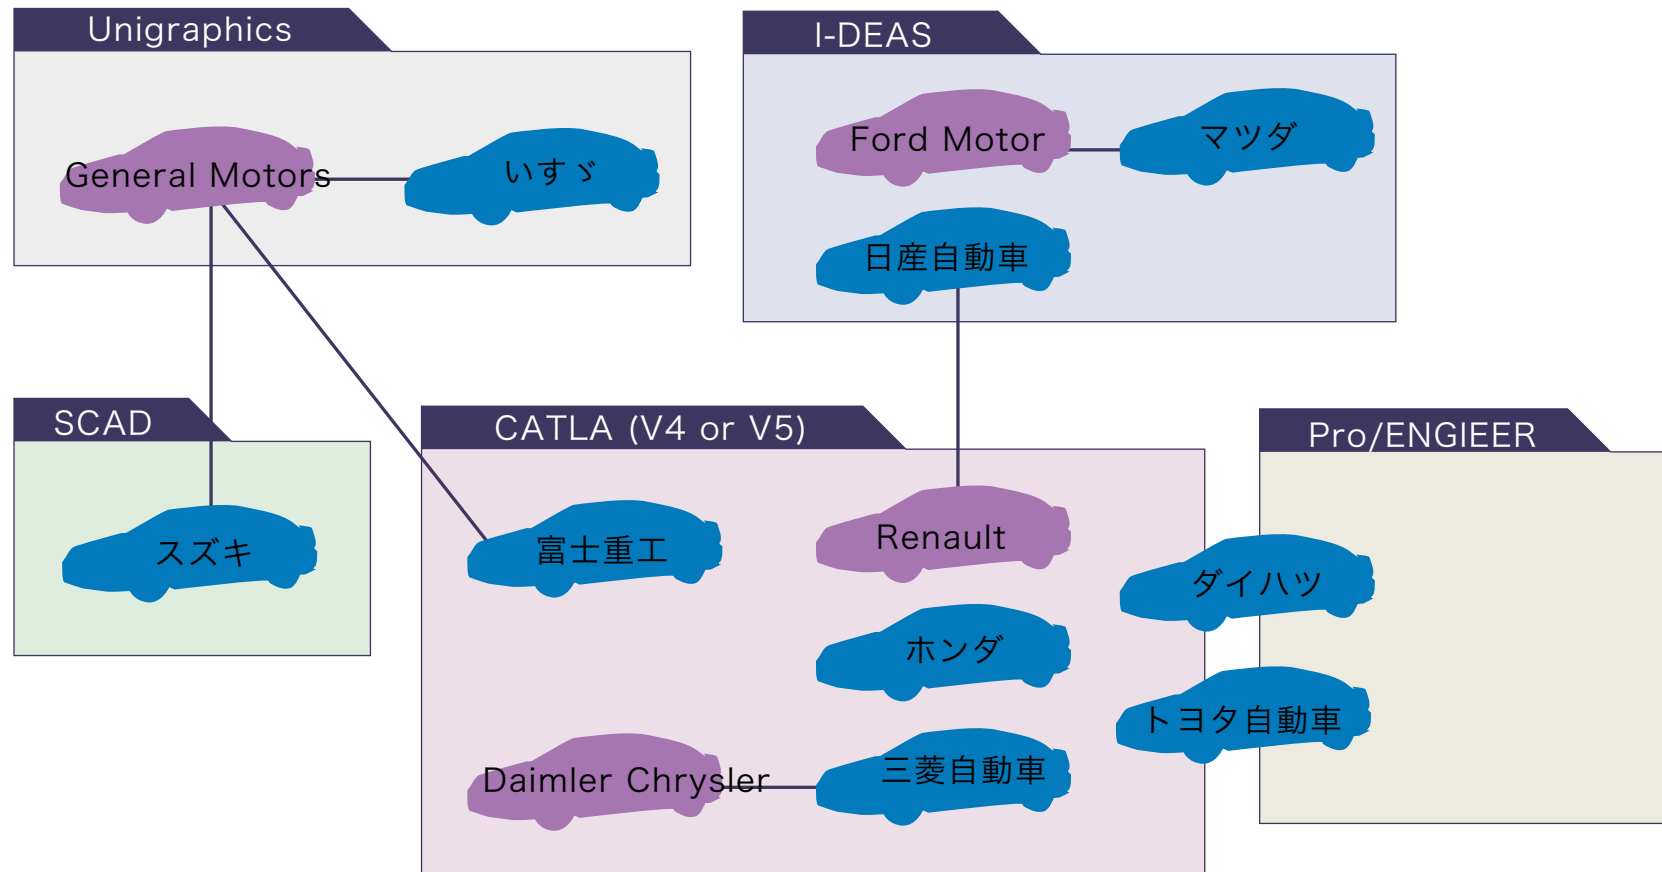 Unigraphics
General Motors
いすゞ
I-DEAS
Ford Motor
マツダ
日産自動車
SCAD
スズキ
CATLA (V4 or V5)
富士重工
Renault
ホンダ
Daimler Chrysler
三菱自動車
Pro/ENGIEER
ダイハツ
トヨタ自動車